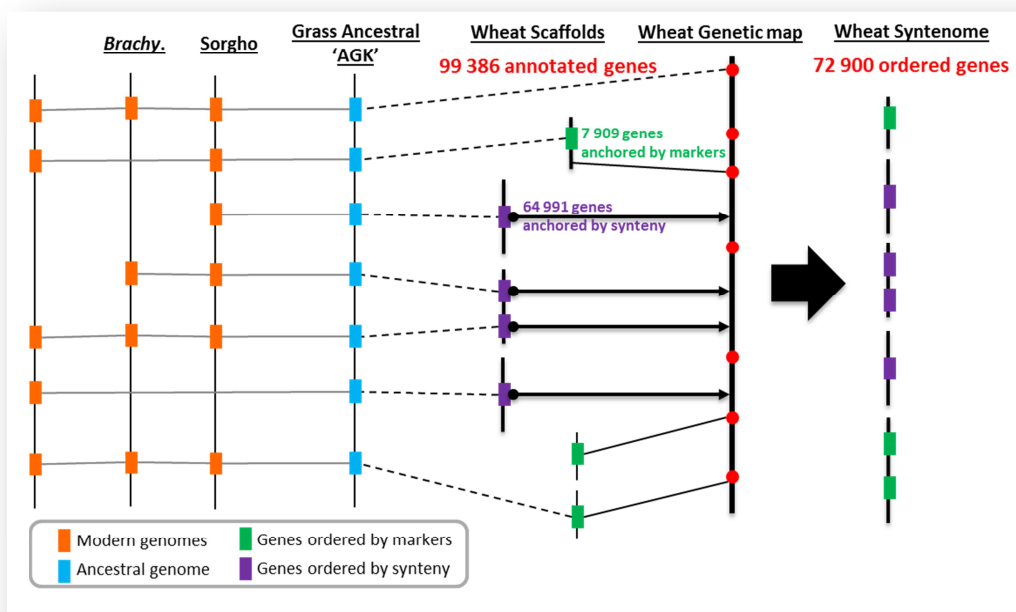 Brachy.
Sorgho
Grass Ancestral
'AGK'
Wheat Scaffolds
99 386 annotated genes
Wheat Genetic map
Wheat Syntenome
72 900 ordered genes
7 909 genes
anchored by markers
64 991 genes
anchored by synteny
Modern genomes
Genes ordered by markers
Ancestral genome
Genes ordered by synteny